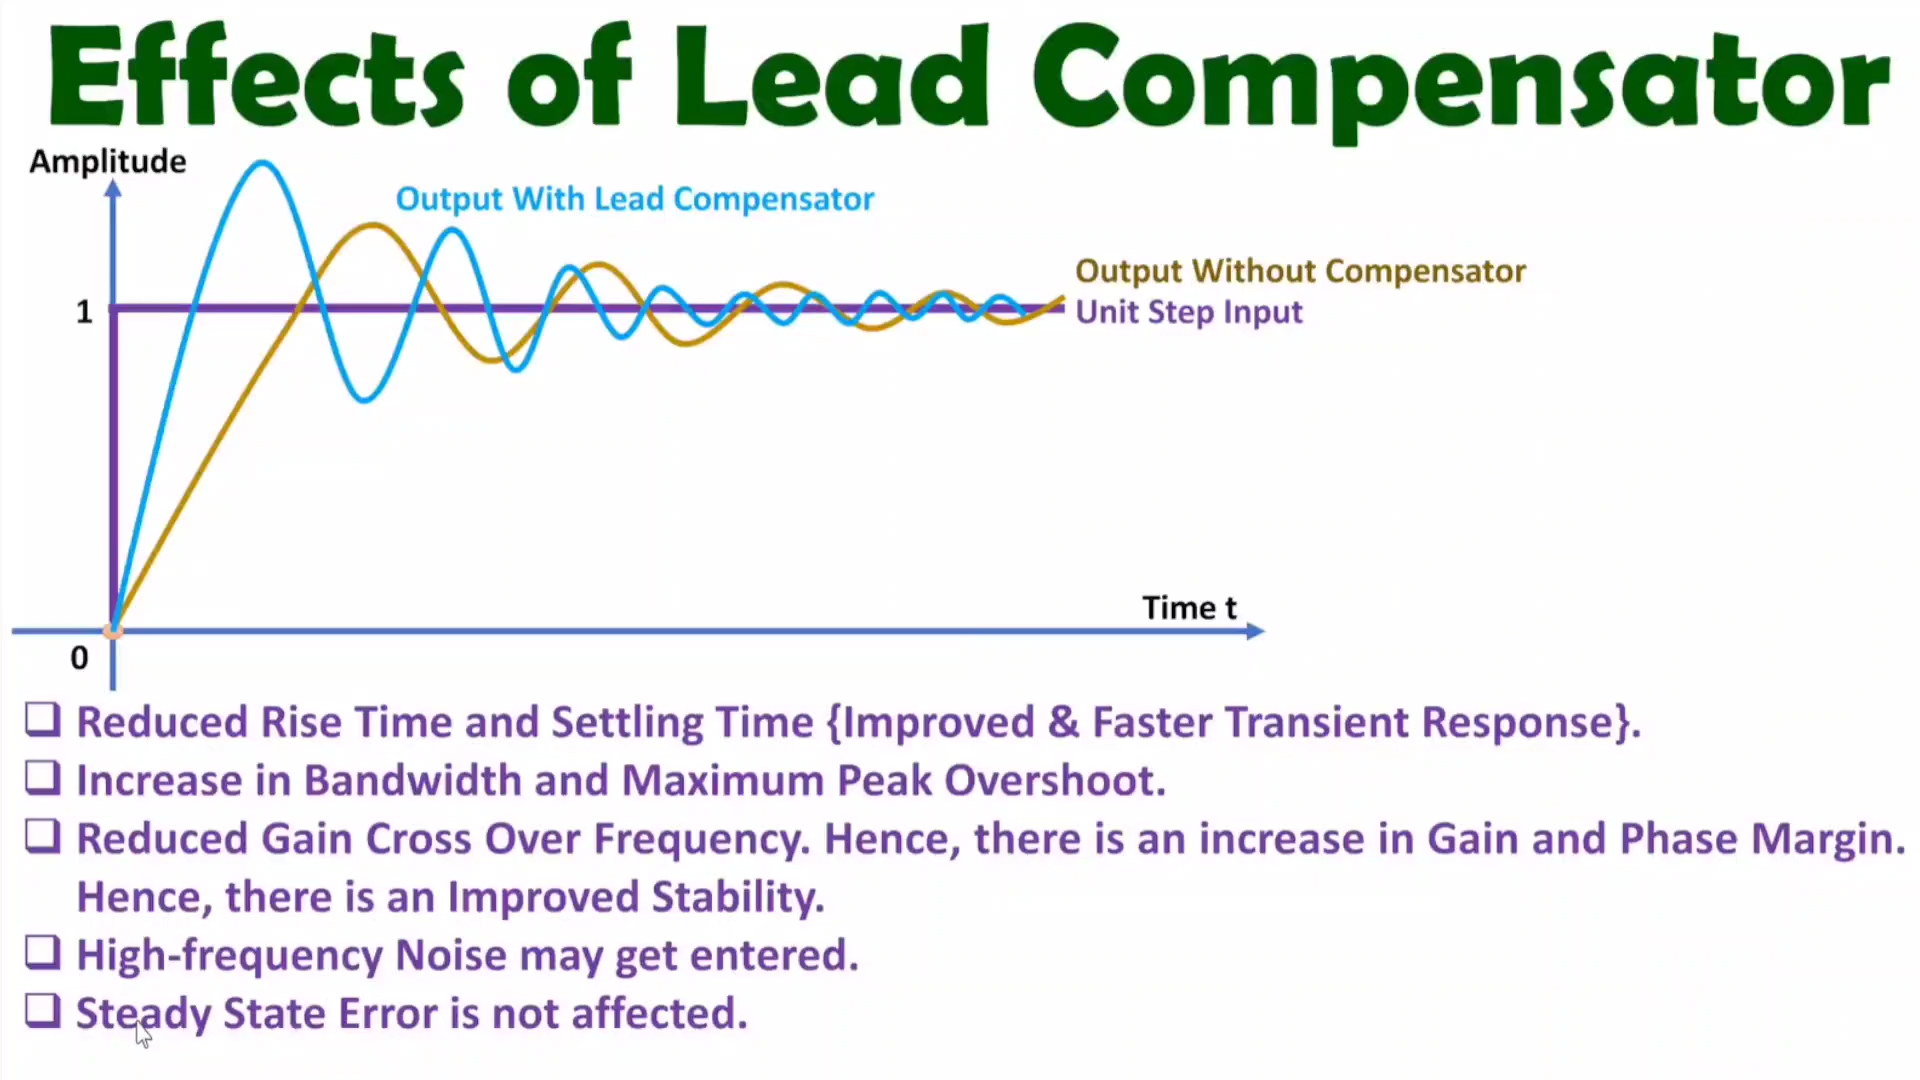 Effects of Lead Compensator
Amplitude
Output With Lead Compensator
Output Without Compensator
1
Unit Step Input
Time t
0
❑ Reduced Rise Time and Settling Time {Improved & Faster Transient Response}.
❑ Increase in Bandwidth and Maximum Peak Overshoot.
❑ Reduced Gain Cross Over Frequency. Hence, there is an increase in Gain and Phase Margin.
Hence, there is an Improved Stability.
❑ High-frequency Noise may get entered.
❑ Steady State Error is not affected.